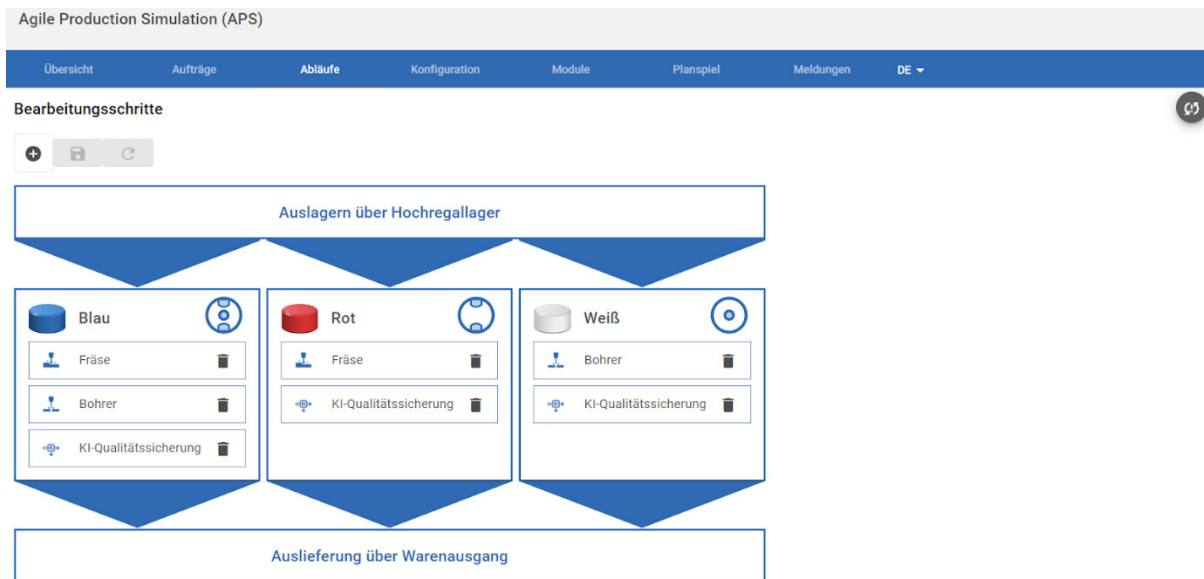 Agile Production Simulation (APS)
Übersicht Aufträge Abläufe Konfiguration Module Planspiel Meldungen DE
Bearbeitungsschritte
Auslagern über Hochregallager
Blau Rot Weiß
Fräse Fräse Bohrer
Bohrer KI-Qualitätssicherung KI-Qualitätssicherung
KI-Qualitätssicherung
Auslieferung über Warenausgang